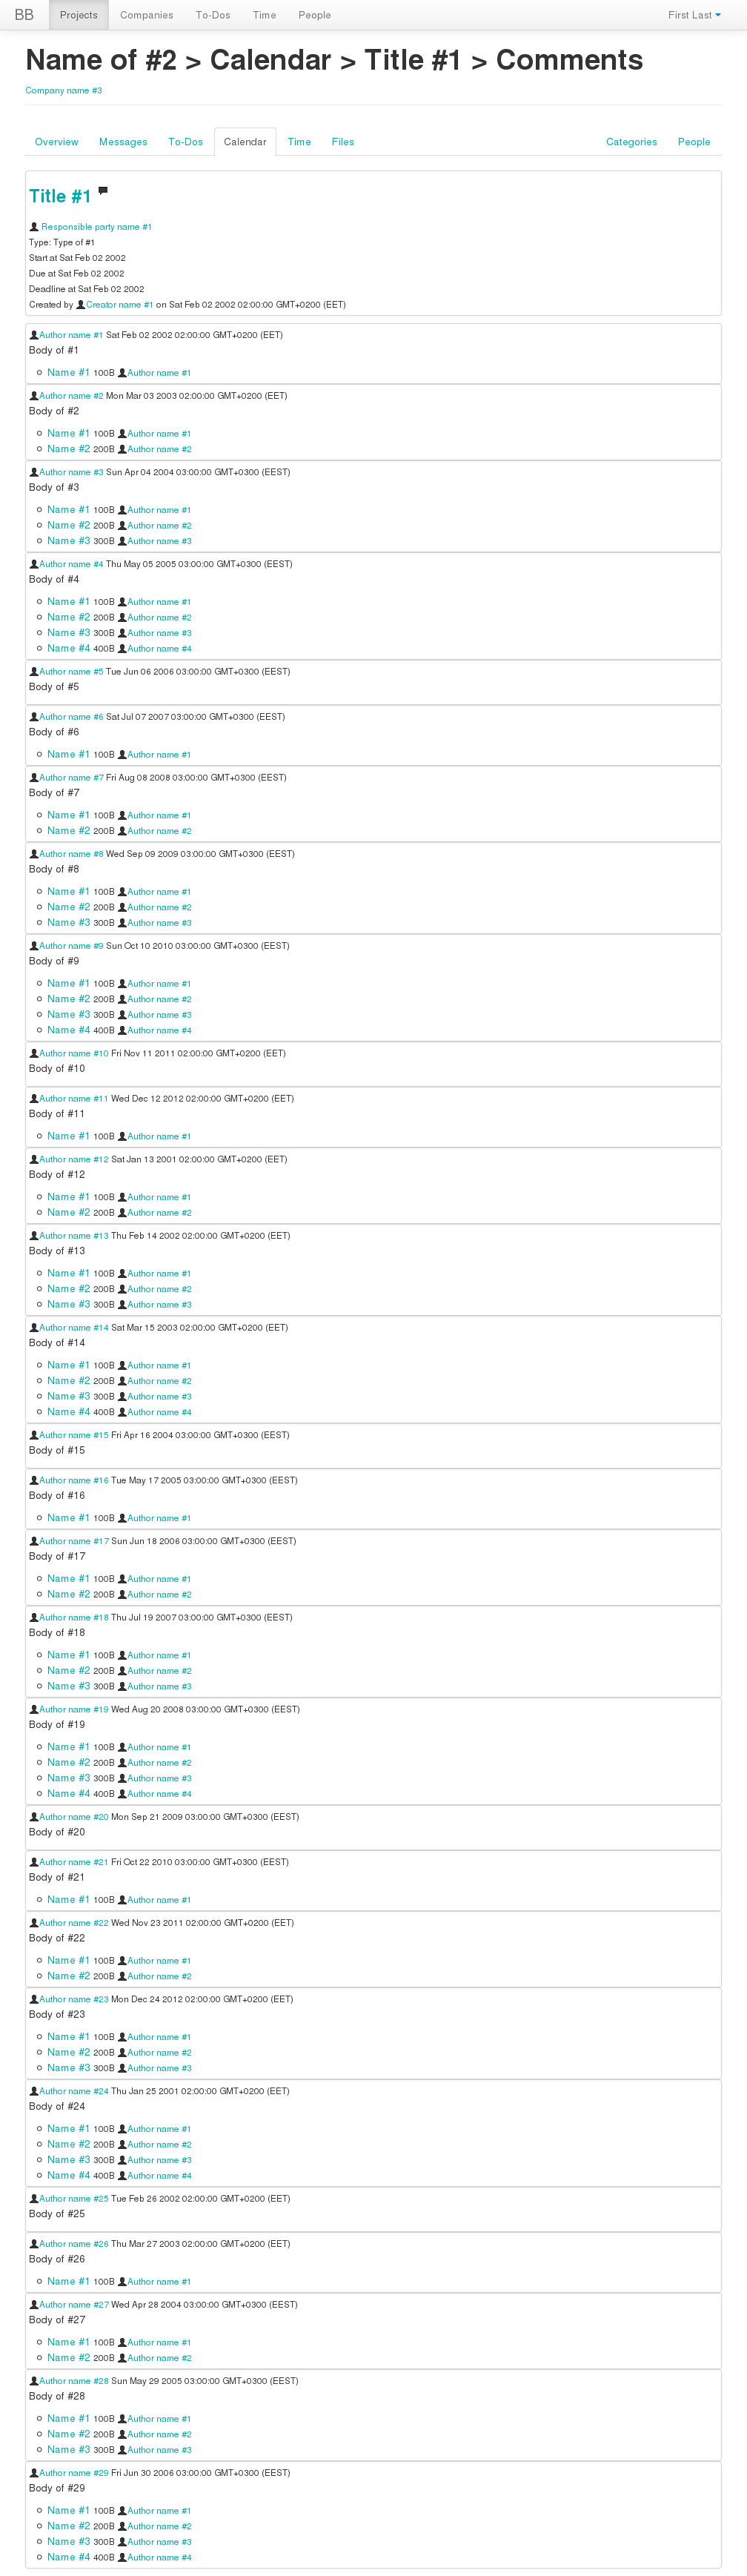 BB Projects Companies To-Dos Time People First Last
Name of #2 > Calendar > Title #1 > Comments
Company name #3
Overview Messages To-Dos Calendar Time Files Categories People
Title #1
Responsible party name #1
Type: Type of #1
Start at Sat Feb 02 2002
Due at Sat Feb 02 2002
Deadline at Sat Feb 02 2002
Created by Creator name #1 on Sat Feb 02 2002 02:00:00 GMT+0200 (EET)
Author name #1 Sat Feb 02 2002 02:00:00 GMT+0200 (EET)
Body of #1
Name #1 100B Author name #1
Author name #2 Mon Mar 03 2003 02:00:00 GMT+0200 (EET)
Body of #2
Name #1 100B Author name #1
Name #2 200B Author name #2
Author name #3 Sun Apr 04 2004 03:00:00 GMT+0300 (EEST)
Body of #3
Name #1 100B Author name #1
Name #2 200B Author name #2
Name #3 300B Author name #3
Author name #4 Thu May 05 2005 03:00:00 GMT+0300 (EEST)
Body of #4
Name #1 100B Author name #1
Name #2 200B Author name #2
Name #3 300B Author name #3
Name #4 400B Author name #4
Author name #5 Tue Jun 06 2006 03:00:00 GMT+0300 (EEST)
Body of #5
Author name #6 Sat Jul 07 2007 03:00:00 GMT+0300 (EEST)
Body of #6
Name #1 100B Author name #1
Author name #7 Fri Aug 08 2008 03:00:00 GMT+0300 (EEST)
Body of #7
Name #1 100B Author name #1
Name #2 200B Author name #2
Author name #8 Wed Sep 09 2009 03:00:00 GMT+0300 (EEST)
Body of #8
Name #1 100B Author name #1
Name #2 200B Author name #2
Name #3 300B Author name #3
Author name #9 Sun Oct 10 2010 03:00:00 GMT+0300 (EEST)
Body of #9
Name #1 100B Author name #1
Name #2 200B Author name #2
Name #3 300B Author name #3
Name #4 400B Author name #4
Author name #10 Fri Nov 11 2011 02:00:00 GMT+0200 (EET)
Body of #10
Author name #11 Wed Dec 12 2012 02:00:00 GMT+0200 (EET)
Body of #11
Name #1 100B Author name #1
Author name #12 Sat Jan 13 2001 02:00:00 GMT+0200 (EET)
Body of #12
Name #1 100B Author name #1
Name #2 200B Author name #2
Author name #13 Thu Feb 14 2002 02:00:00 GMT+0200 (EET)
Body of #13
Name #1 100B Author name #1
Name #2 200B Author name #2
Name #3 300B Author name #3
Author name #14 Sat Mar 15 2003 02:00:00 GMT+0200 (EET)
Body of #14
Name #1 100B Author name #1
Name #2 200B Author name #2
Name #3 300B Author name #3
Name #4 400B Author name #4
Author name #15 Fri Apr 16 2004 03:00:00 GMT+0300 (EEST)
Body of #15
Author name #16 Tue May 17 2005 03:00:00 GMT+0300 (EEST)
Body of #16
Name #1 100B Author name #1
Author name #17 Sun Jun 18 2006 03:00:00 GMT+0300 (EEST)
Body of #17
Name #1 100B Author name #1
Name #2 200B Author name #2
Author name #18 Thu Jul 19 2007 03:00:00 GMT+0300 (EEST)
Body of #18
Name #1 100B Author name #1
Name #2 200B Author name #2
Name #3 300B Author name #3
Author name #19 Wed Aug 20 2008 03:00:00 GMT+0300 (EEST)
Body of #19
Name #1 100B Author name #1
Name #2 200B Author name #2
Name #3 300B Author name #3
Name #4 400B Author name #4
Author name #20 Mon Sep 21 2009 03:00:00 GMT+0300 (EEST)
Body of #20
Author name #21 Fri Oct 22 2010 03:00:00 GMT+0300 (EEST)
Body of #21
Name #1 100B Author name #1
Author name #22 Wed Nov 23 2011 02:00:00 GMT+0200 (EET)
Body of #22
Name #1 100B Author name #1
Name #2 200B Author name #2
Author name #23 Mon Dec 24 2012 02:00:00 GMT+0200 (EET)
Body of #23
Name #1 100B Author name #1
Name #2 200B Author name #2
Name #3 300B Author name #3
Author name #24 Thu Jan 25 2001 02:00:00 GMT+0200 (EET)
Body of #24
Name #1 100B Author name #1
Name #2 200B Author name #2
Name #3 300B Author name #3
Name #4 400B Author name #4
Author name #25 Tue Feb 26 2002 02:00:00 GMT+0200 (EET)
Body of #25
Author name #26 Thu Mar 27 2003 02:00:00 GMT+0200 (EET)
Body of #26
Name #1 100B Author name #1
Author name #27 Wed Apr 28 2004 03:00:00 GMT+0300 (EEST)
Body of #27
Name #1 100B Author name #1
Name #2 200B Author name #2
Author name #28 Sun May 29 2005 03:00:00 GMT+0300 (EEST)
Body of #28
Name #1 100B Author name #1
Name #2 200B Author name #2
Name #3 300B Author name #3
Author name #29 Fri Jun 30 2006 03:00:00 GMT+0300 (EEST)
Body of #29
Name #1 100B Author name #1
Name #2 200B Author name #2
Name #3 300B Author name #3
Name #4 400B Author name #4